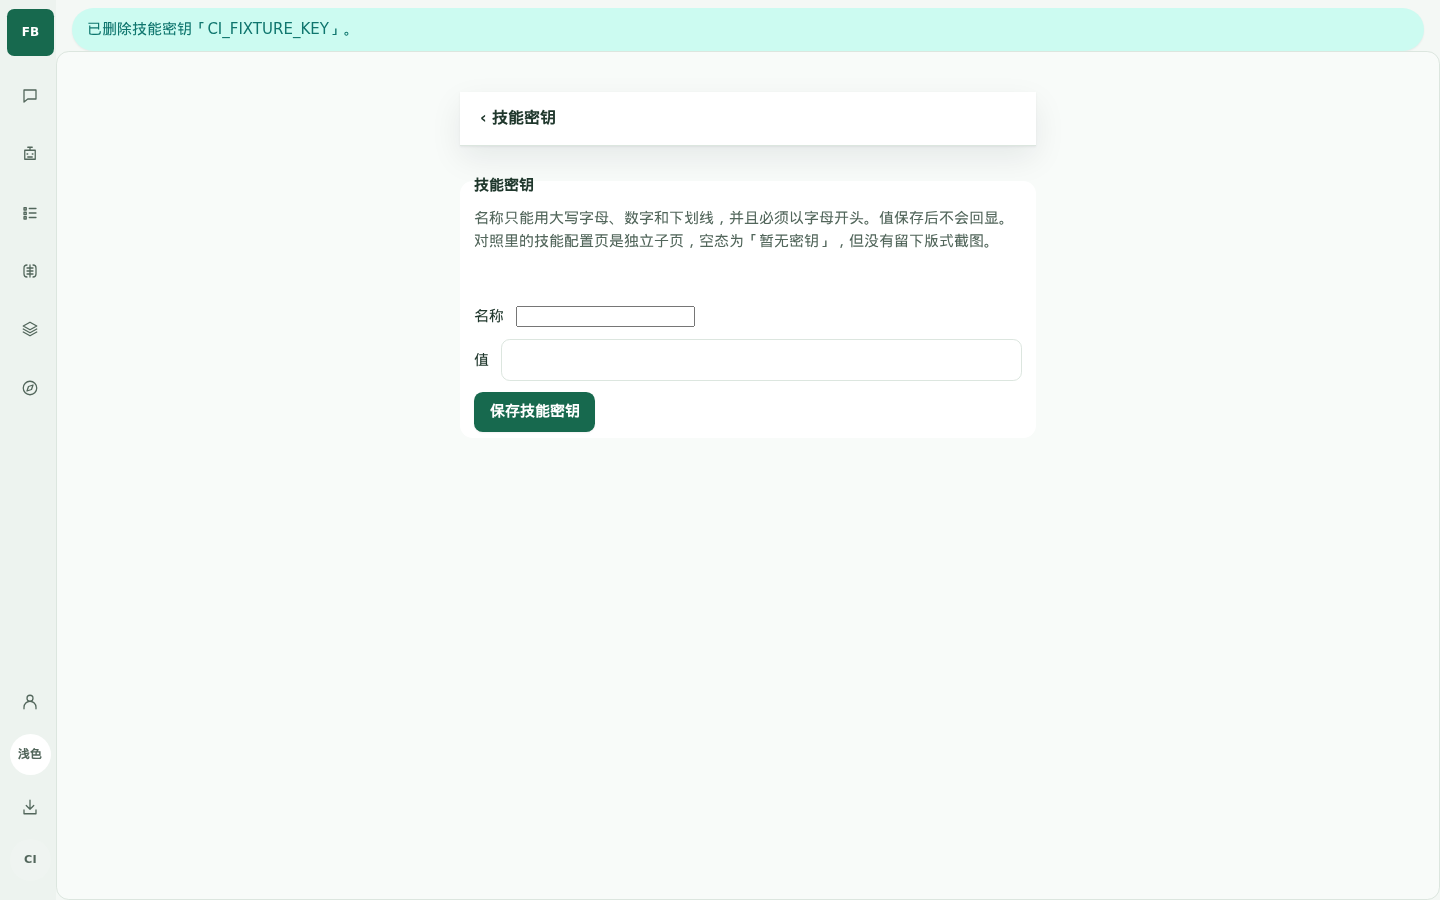 FB
已删除技能密钥「CI_FIXTURE_KEY」。
‹ 技能密钥
技能密钥
名称只能用大写字母、数字和下划线，并且必须以字母开头。值保存后不会回显。
对照里的技能配置页是独立子页，空态为「暂无密钥」，但没有留下版式截图。
名称
值
保存技能密钥
浅色
CI